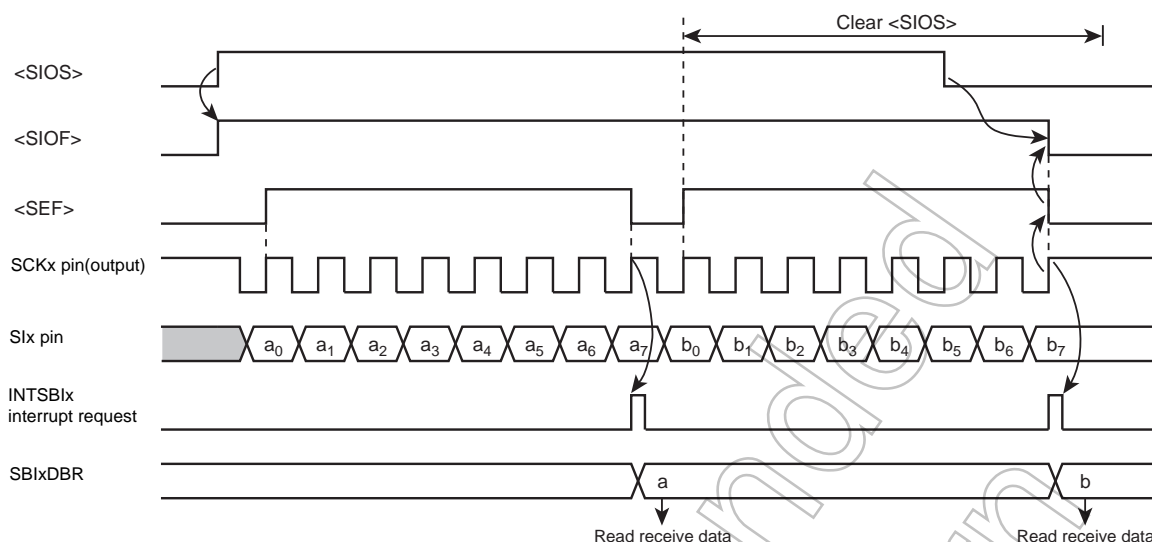 Clear <SIOS>
<SIOS>
<SIOF>
<SEF>
SCKx pin(output)
SIx pin
a0 a1 a2 a3 a4 a5 a6 a7 b0 b1 b2 b3 b4 b5 b6 b7
INTSBIx
interrupt request
SBIxDBR
a b
Read receive data Read receive data